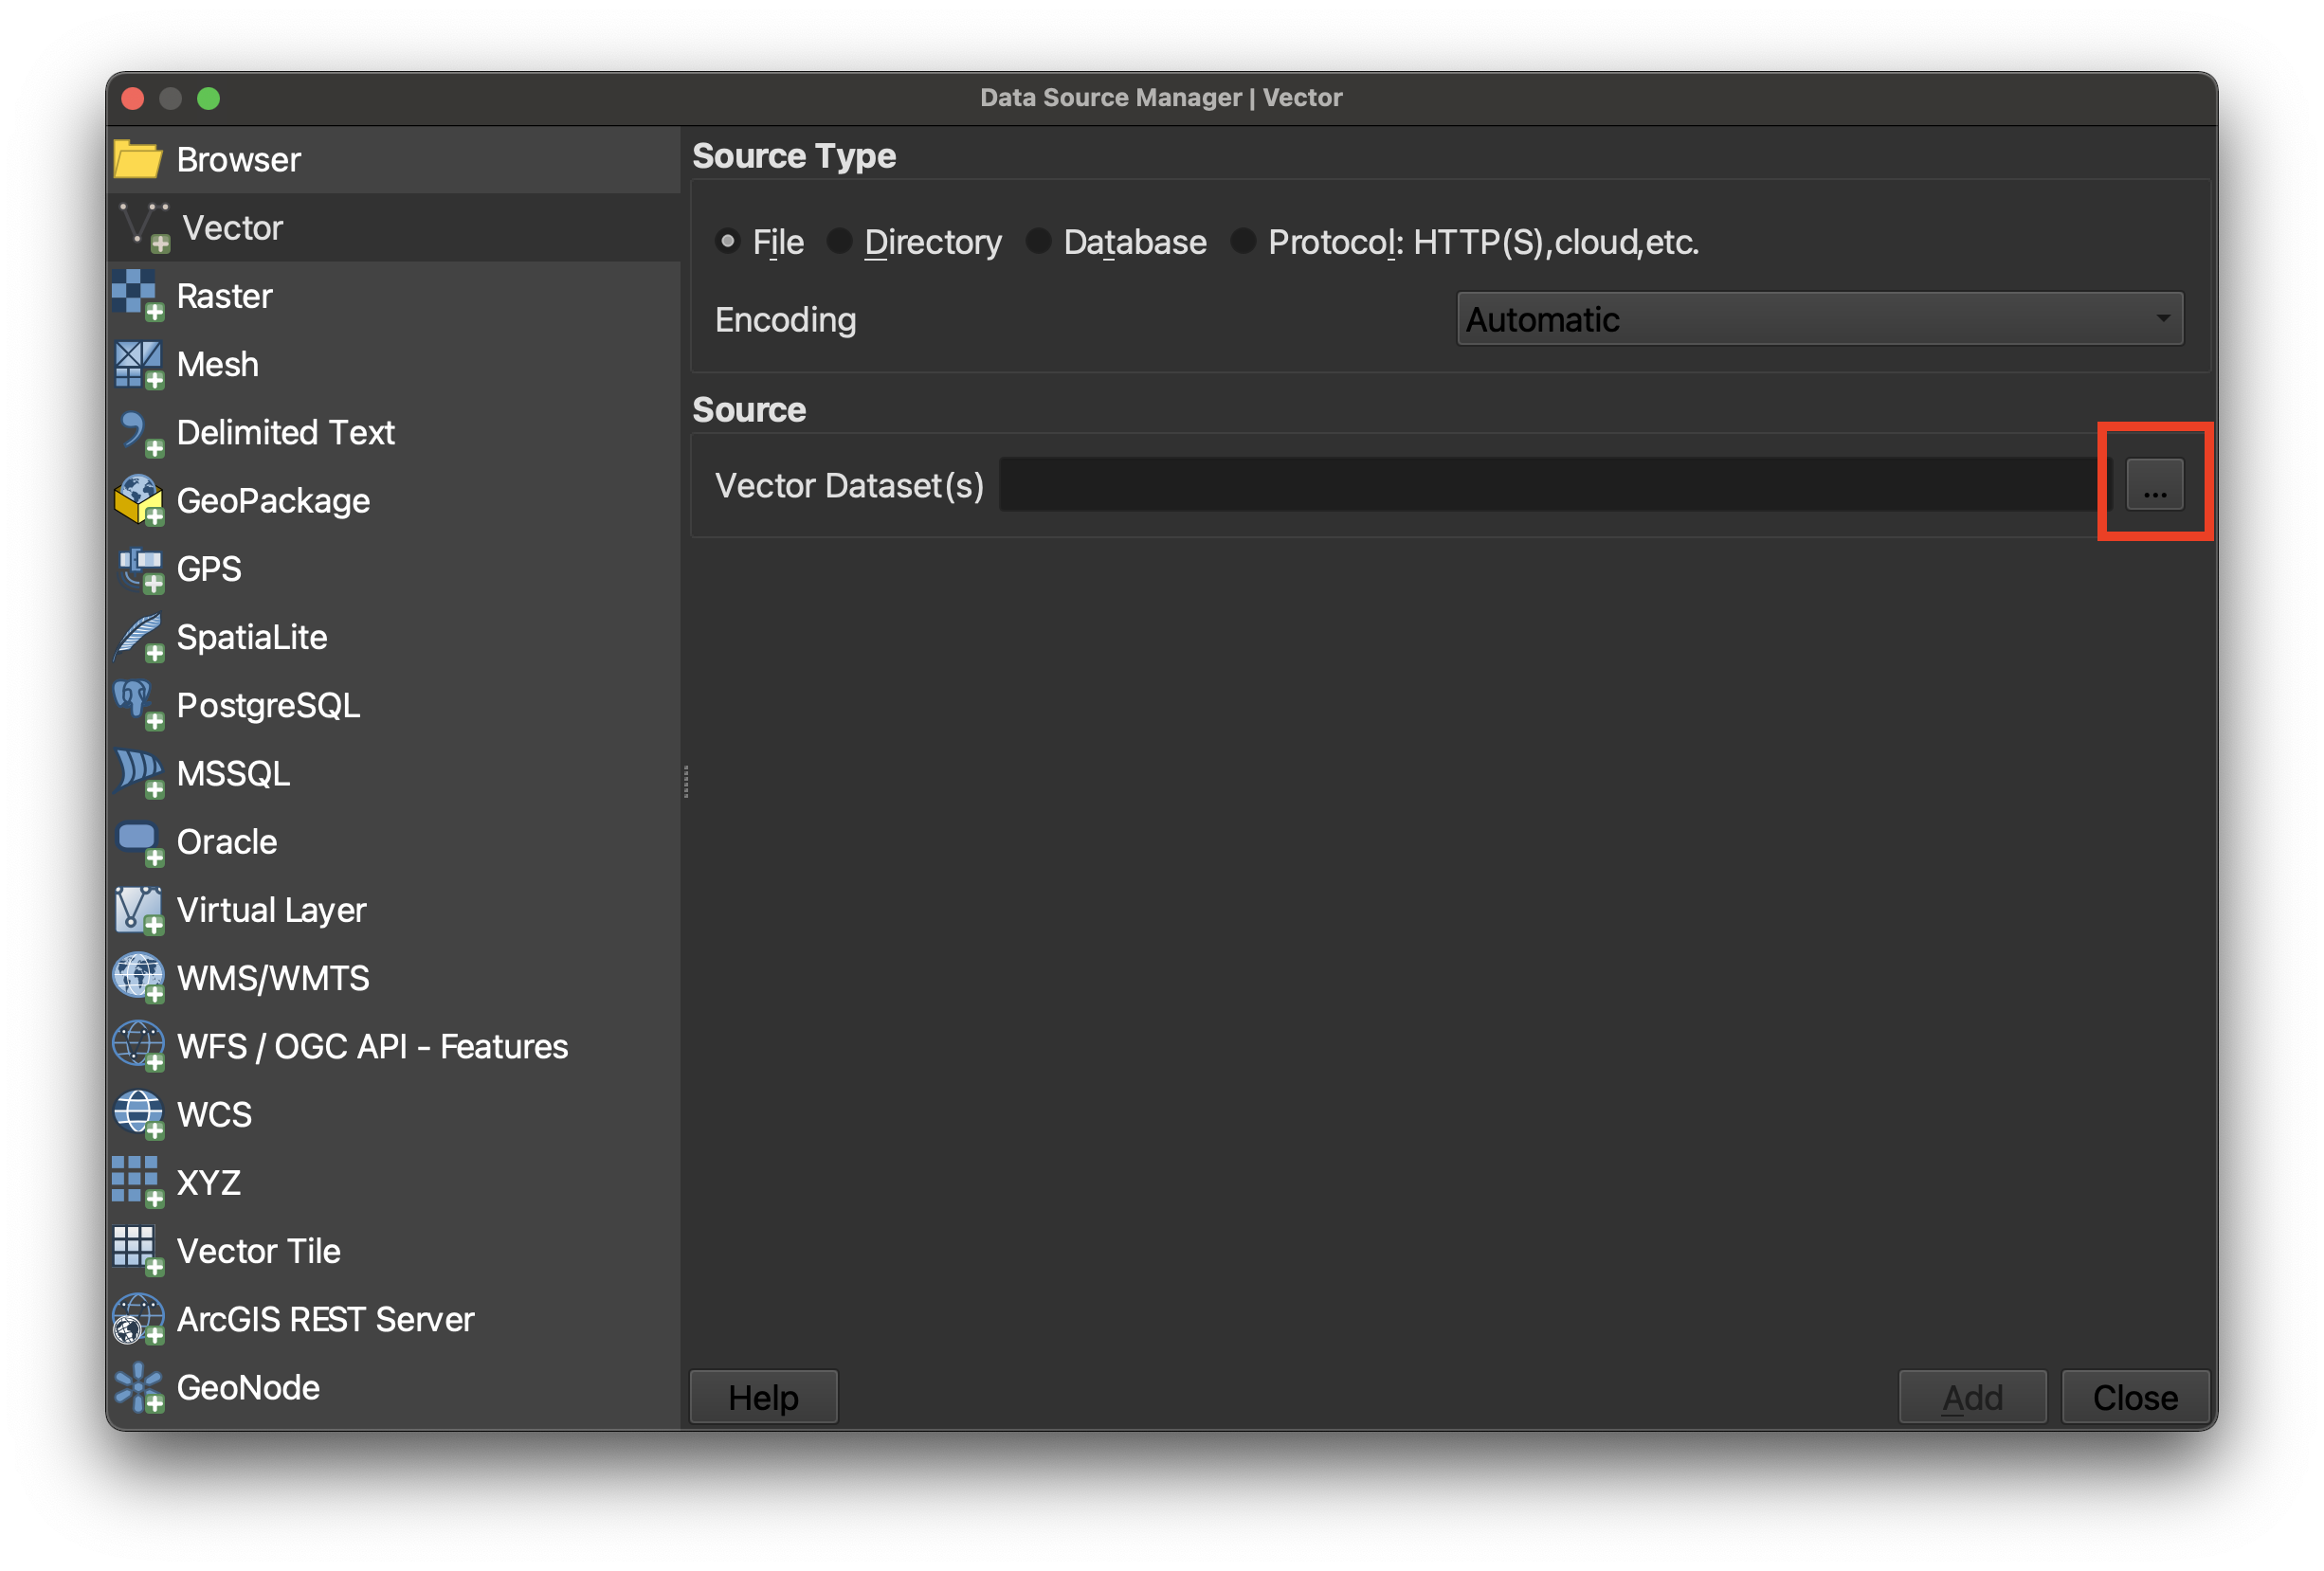 Data Source Manager | Vector
Browser
Vector
Raster
Mesh
Delimited Text
GeoPackage
GPS
SpatiaLite
PostgreSQL
MSSQL
Oracle
Virtual Layer
WMS/WMTS
WFS / OGC API - Features
WCS
XYZ
Vector Tile
ArcGIS REST Server
GeoNode
Source Type
File Directory Database Protocol: HTTP(S),cloud,etc.
Encoding Automatic
Source
Vector Dataset(s) ...
Help Add Close